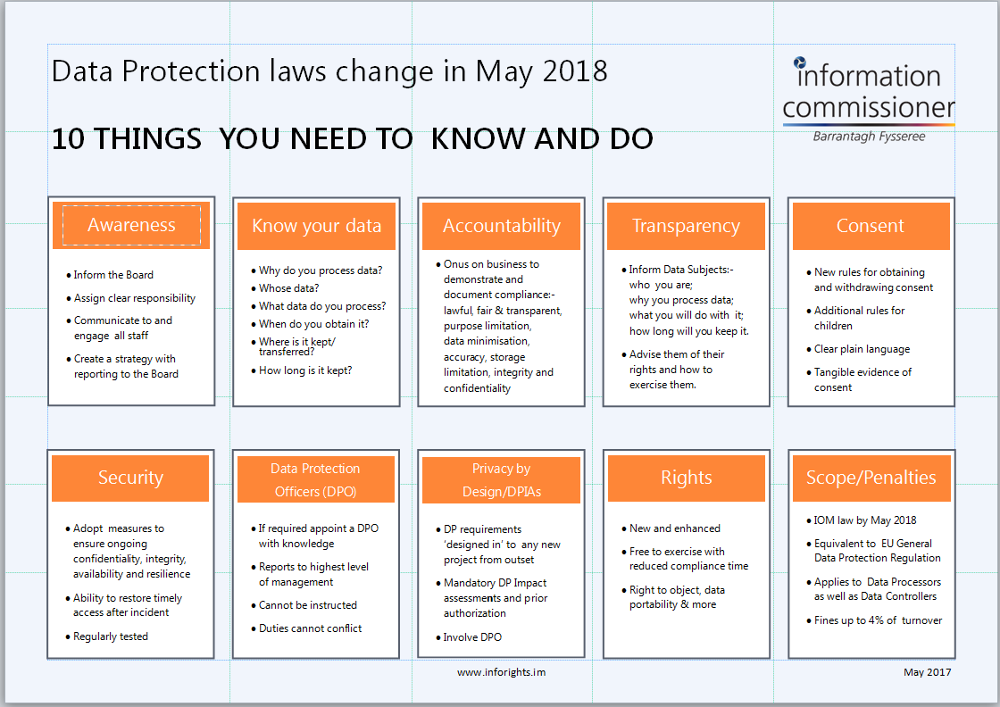 Data Protection laws change in May 2018
information
commissioner
Barrantagh Fysseree
10 THINGS YOU NEED TO KNOW AND DO
Awareness
• Inform the Board
• Assign clear responsibility
• Communicate to and
engage all staff
• Create a strategy with
reporting to the Board
Know your data
• Why do you process data?
• Whose data?
• What data do you process?
• When do you obtain it?
• Where is it kept/
transferred?
• How long is it kept?
Accountability
• Onus on business to
demonstrate and
document compliance:-
lawful, fair & transparent,
purpose limitation,
data minimisation,
accuracy, storage
limitation, integrity and
confidentiality
Transparency
• Inform Data Subjects:-
who you are;
why you process data;
what you will do with it;
how long will you keep it.
• Advise them of their
rights and how to
exercise them.
Consent
• New rules for obtaining
and withdrawing consent
• Additional rules for
children
• Clear plain language
• Tangible evidence of
consent
Security
• Adopt measures to
ensure ongoing
confidentiality, integrity,
availability and resilience
• Ability to restore timely
access after incident
• Regularly tested
Data Protection
Officers (DPO)
• If required appoint a DPO
with knowledge
• Reports to highest level
of management
• Cannot be instructed
• Duties cannot conflict
Privacy by
Design/DPIAs
• DP requirements
‘designed in’ to any new
project from outset
• Mandatory DP Impact
assessments and prior
authorization
• Involve DPO
Rights
• New and enhanced
• Free to exercise with
reduced compliance time
• Right to object, data
portability & more
Scope/Penalties
• IOM law by May 2018
• Equivalent to EU General
Data Protection Regulation
• Applies to Data Processors
as well as Data Controllers
• Fines up to 4% of turnover
www.inforights.im
May 2017